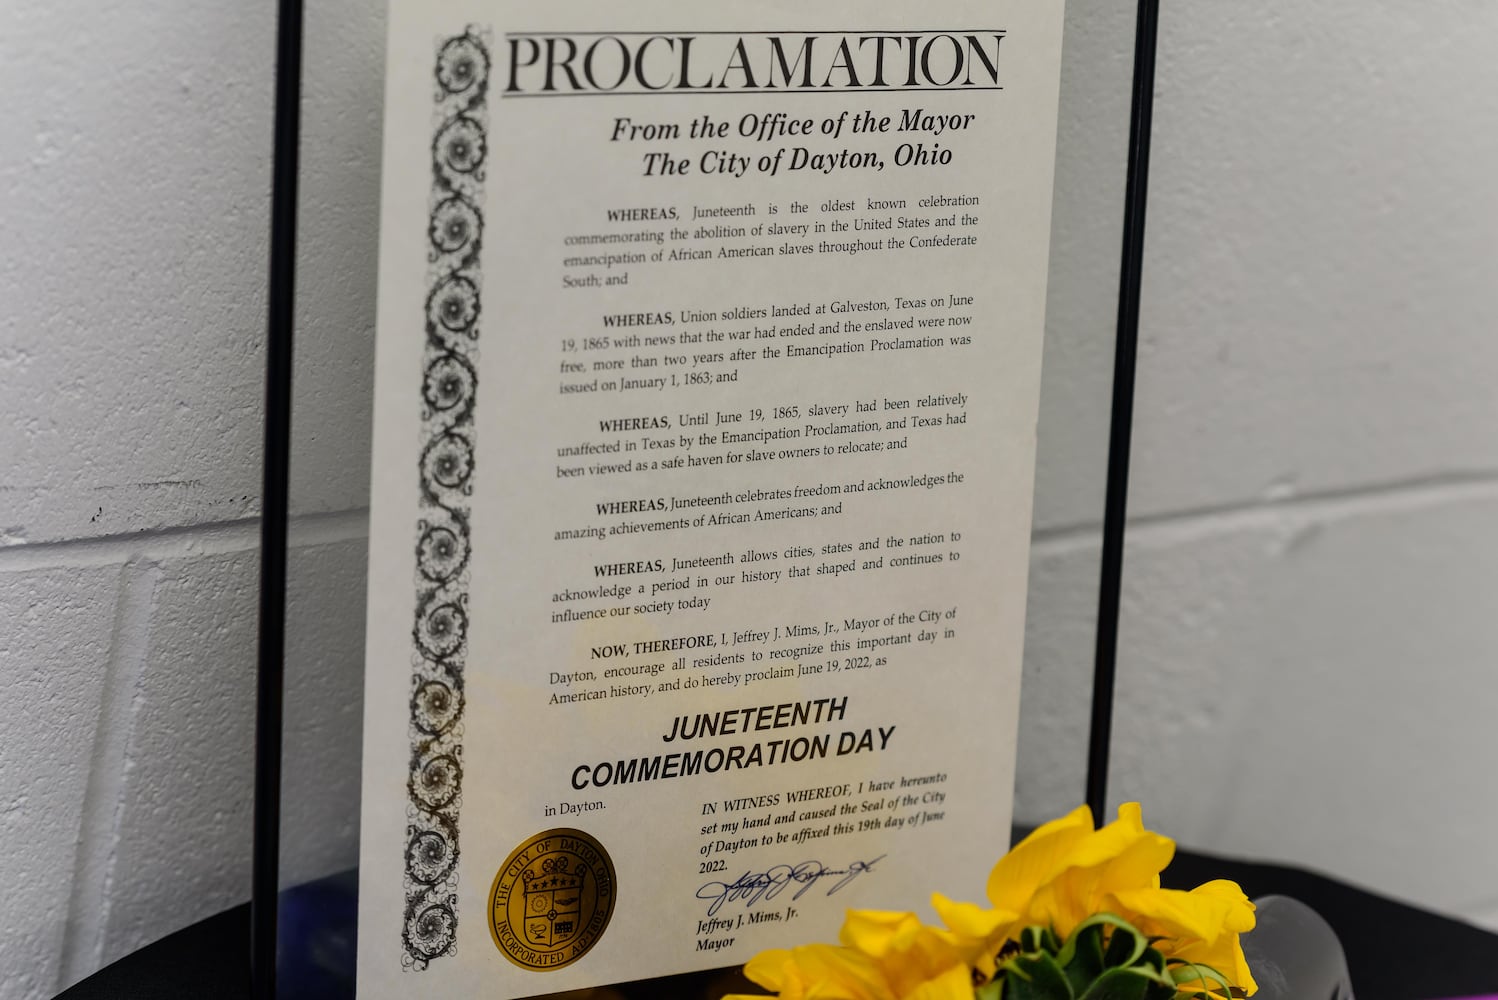 PROCLAMATION
From the Office of the Mayor
The City of Dayton, Ohio
WHEREAS, Juneteenth is the oldest known celebration
commemorating the abolition of slavery in the United States and the
emancipation of African American slaves throughout the Confederate
South; and
WHEREAS, Union soldiers landed at Galveston, Texas on June
19, 1865 with news that the war had ended and the enslaved were now
free, more than two years after the Emancipation Proclamation was
issued on January 1, 1863; and
WHEREAS, Until June 19, 1865, slavery had been relatively
unaffected in Texas by the Emancipation Proclamation, and Texas had
been viewed as a safe haven for slave owners to relocate; and
WHEREAS, Juneteenth celebrates freedom and acknowledges the
amazing achievements of African Americans; and
WHEREAS, Juneteenth allows cities, states and the nation to
acknowledge a period in our history that shaped and continues to
influence our society today
NOW, THEREFORE, I, Jeffrey J. Mims, Jr., Mayor of the City of
Dayton, encourage all residents to recognize this important day in
American history, and do hereby proclaim June 19, 2022, as
JUNETEENTH
COMMEMORATION DAY
in Dayton.
IN WITNESS WHEREOF, I have hereunto
set my hand and caused the Seal of the City
of Dayton to be affixed this 19th day of June
2022.
Jeffrey J. Mims, Jr.
Jeffrey J. Mims, Jr.
Mayor
THE CITY OF DAYTON OHIO
INCORPORATED A.D. 1805